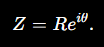 Z = Re^{iθ}.